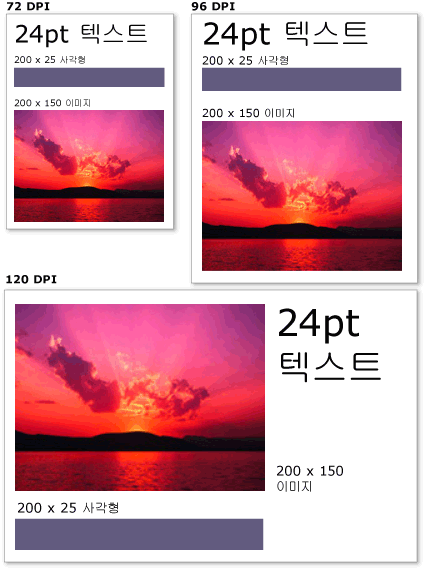 72 DPI
24pt 텍스트
200 x 25 사각형
200 x 150 이미지
96 DPI
24pt 텍스트
200 x 25 사각형
200 x 150 이미지
120 DPI
24pt
텍스트
200 x 150
이미지
200 x 25 사각형